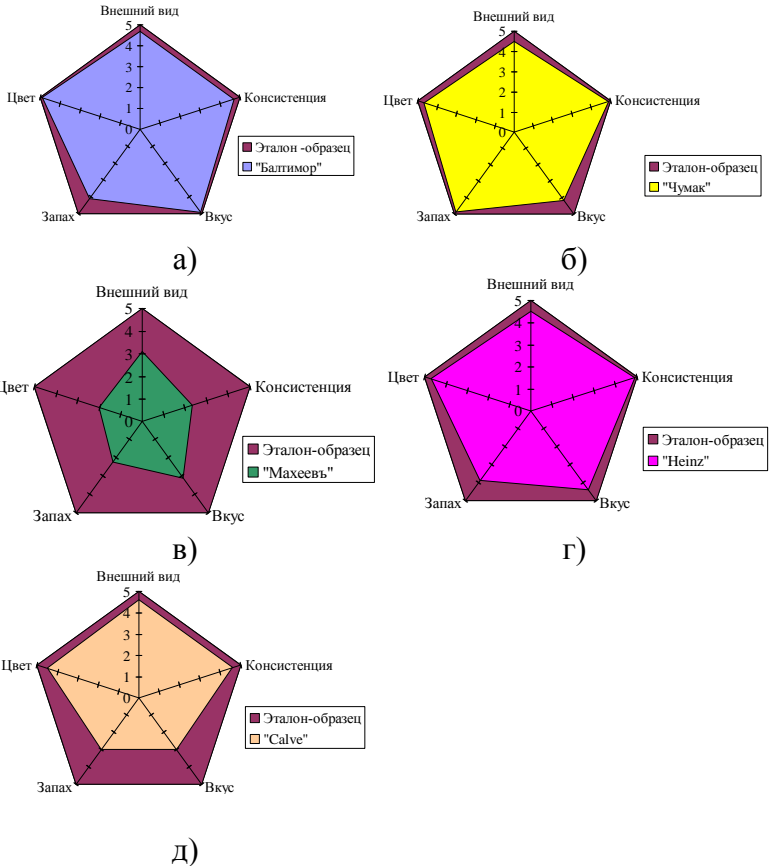 Внешний вид
5
4
3
2
1
0
Цвет
Консистенция
Запах
Вкус
Эталон -образец
"Балтимор"
а)
Внешний вид
5
4
3
2
1
0
Цвет
Консистенция
Запах
Вкус
Эталон-образец
"Чумак"
б)
Внешний вид
5
4
3
2
1
0
Цвет
Консистенция
Запах
Вкус
Эталон-образец
"Махеевъ"
в)
Внешний вид
5
4
3
2
1
0
Цвет
Консистенция
Запах
Вкус
Эталон-образец
"Heinz"
г)
Внешний вид
5
4
3
2
1
0
Цвет
Консистенция
Запах
Вкус
Эталон-образец
"Calve"
д)